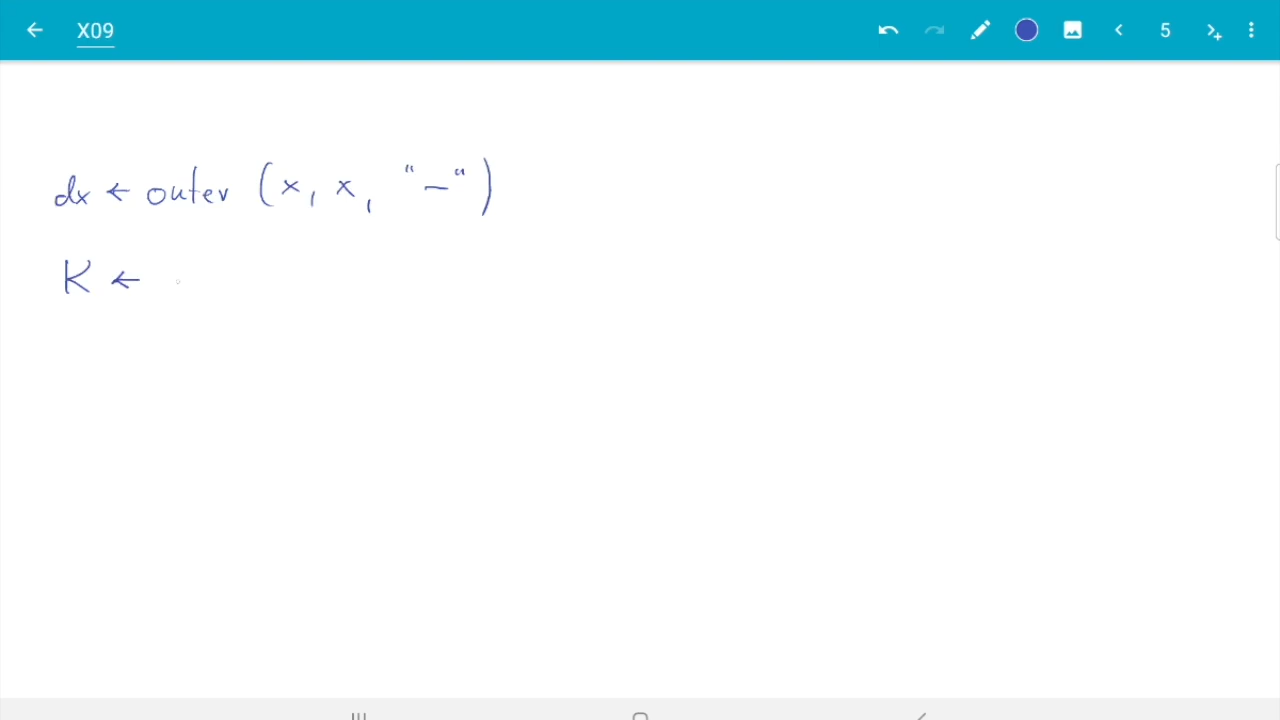 X09
5
dx ← outer (x, x, "-")
K ←